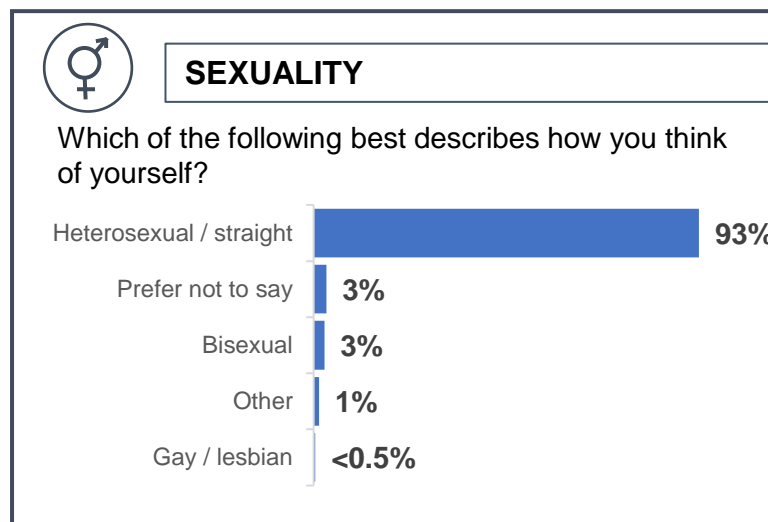 SEXUALITY
Which of the following best describes how you think
of yourself?
Heterosexual / straight 93%
Prefer not to say 3%
Bisexual 3%
Other 1%
Gay / lesbian <0.5%